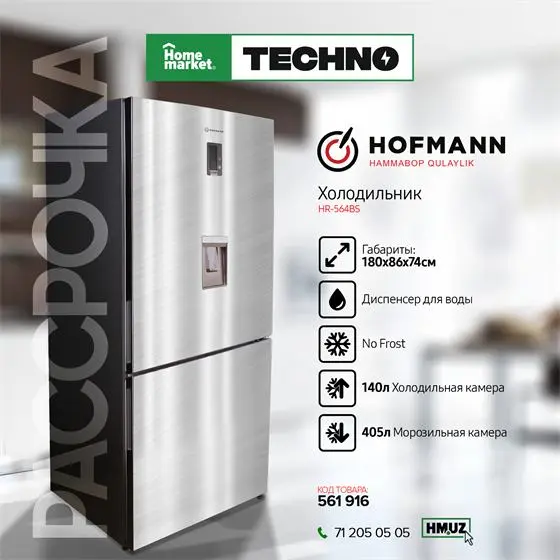 Home
market
TECHNO
РАССРОЧКА
HOFMANN
HAMMABOP QULAYLIK
Холодильник
HR-564BS
Габариты:
180x86x74см
Диспенсер для воды
No Frost
140л Холодильная камера
405л Морозильная камера
КОД ТОВАРА:
561 916
71 205 05 05
HM.UZ